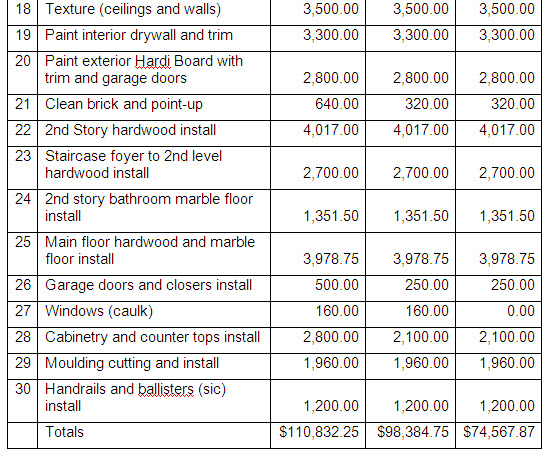 18 Texture (ceilings and walls) 3,500.00 3,500.00 3,500.00
19 Paint interior drywall and trim 3,300.00 3,300.00 3,300.00
20 Paint exterior Hardi Board with
trim and garage doors 2,800.00 2,800.00 2,800.00
21 Clean brick and point-up 640.00 320.00 320.00
22 2nd Story hardwood install 4,017.00 4,017.00 4,017.00
23 Staircase foyer to 2nd level
hardwood install 2,700.00 2,700.00 2,700.00
24 2nd story bathroom marble floor
install 1,351.50 1,351.50 1,351.50
25 Main floor hardwood and marble
floor install 3,978.75 3,978.75 3,978.75
26 Garage doors and closers install 500.00 250.00 250.00
27 Windows (caulk) 160.00 160.00 0.00
28 Cabinetry and counter tops install 2,800.00 2,100.00 2,100.00
29 Moulding cutting and install 1,960.00 1,960.00 1,960.00
30 Handrails and ballisters (sic)
install 1,200.00 1,200.00 1,200.00
Totals $110,832.25 $98,384.75 $74,567.87